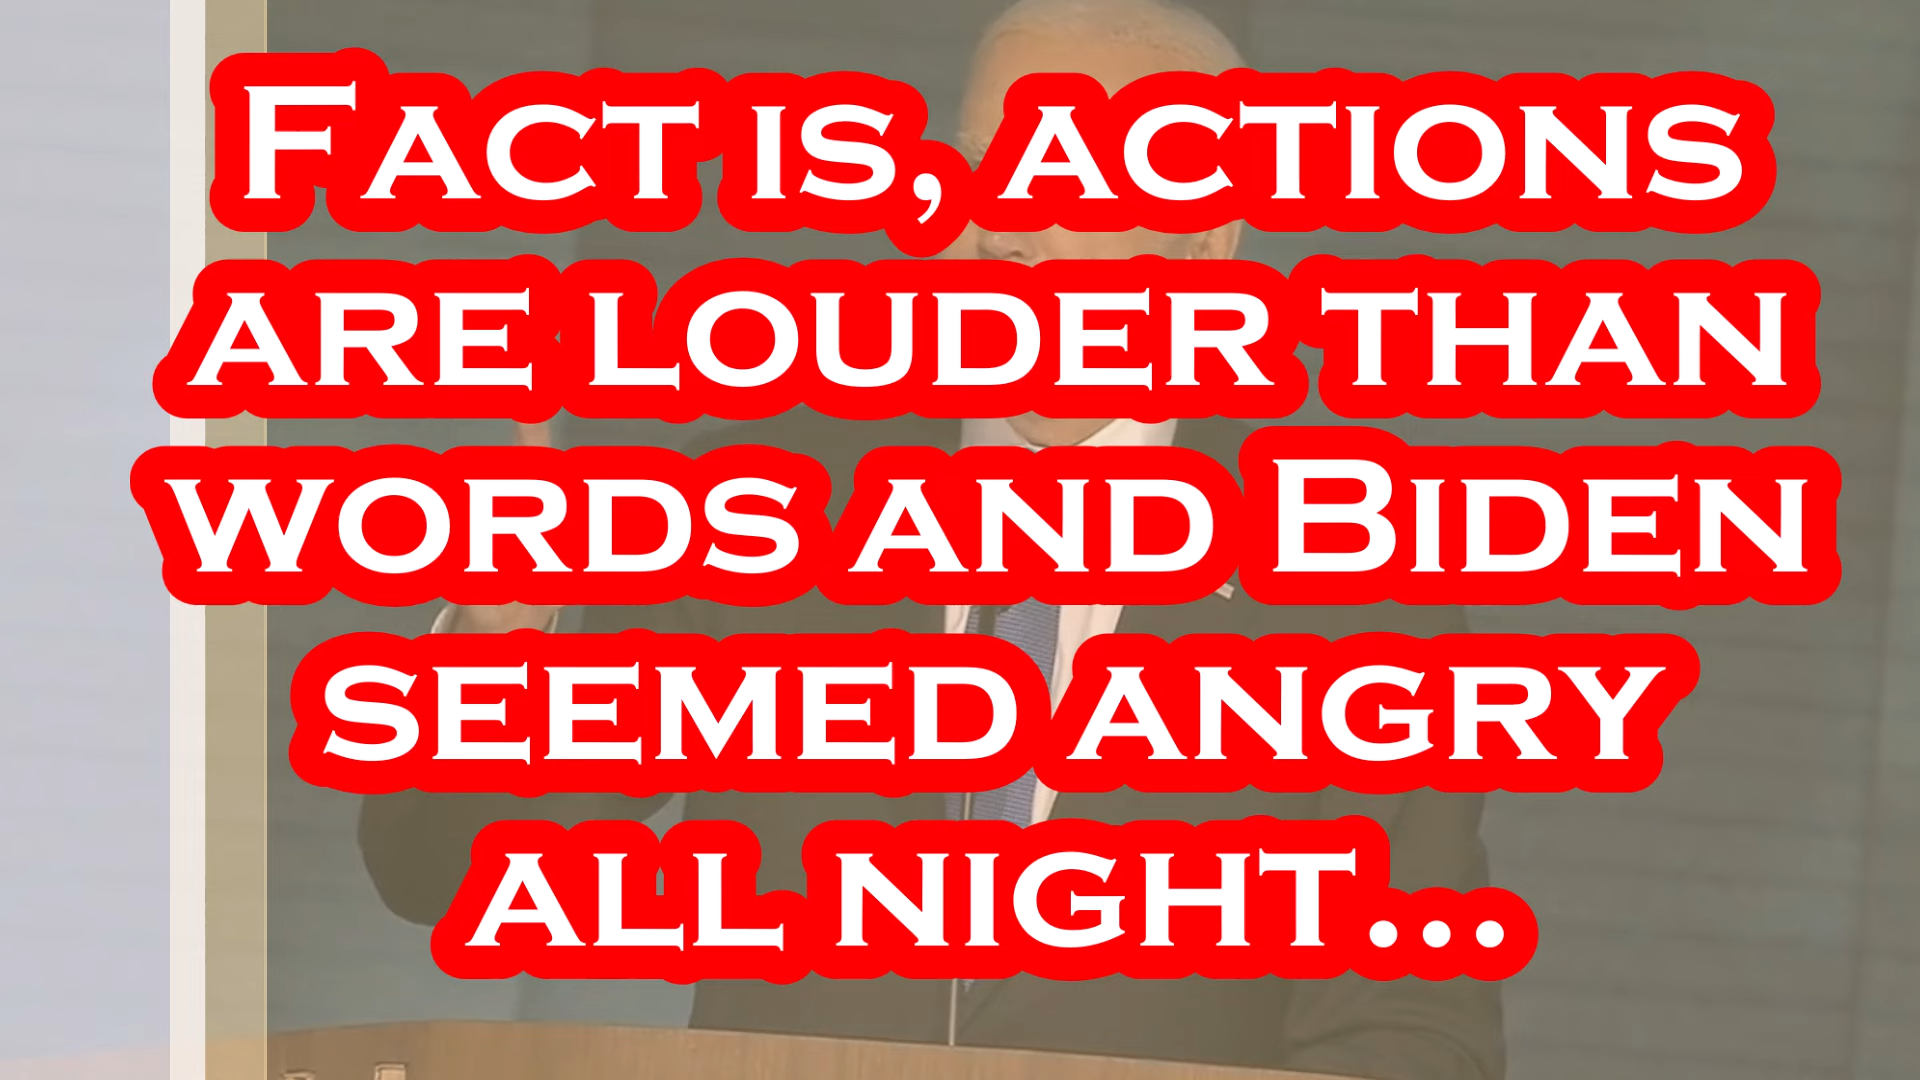 Fact is, actions
are louder than
words and Biden
seemed angry
all night...